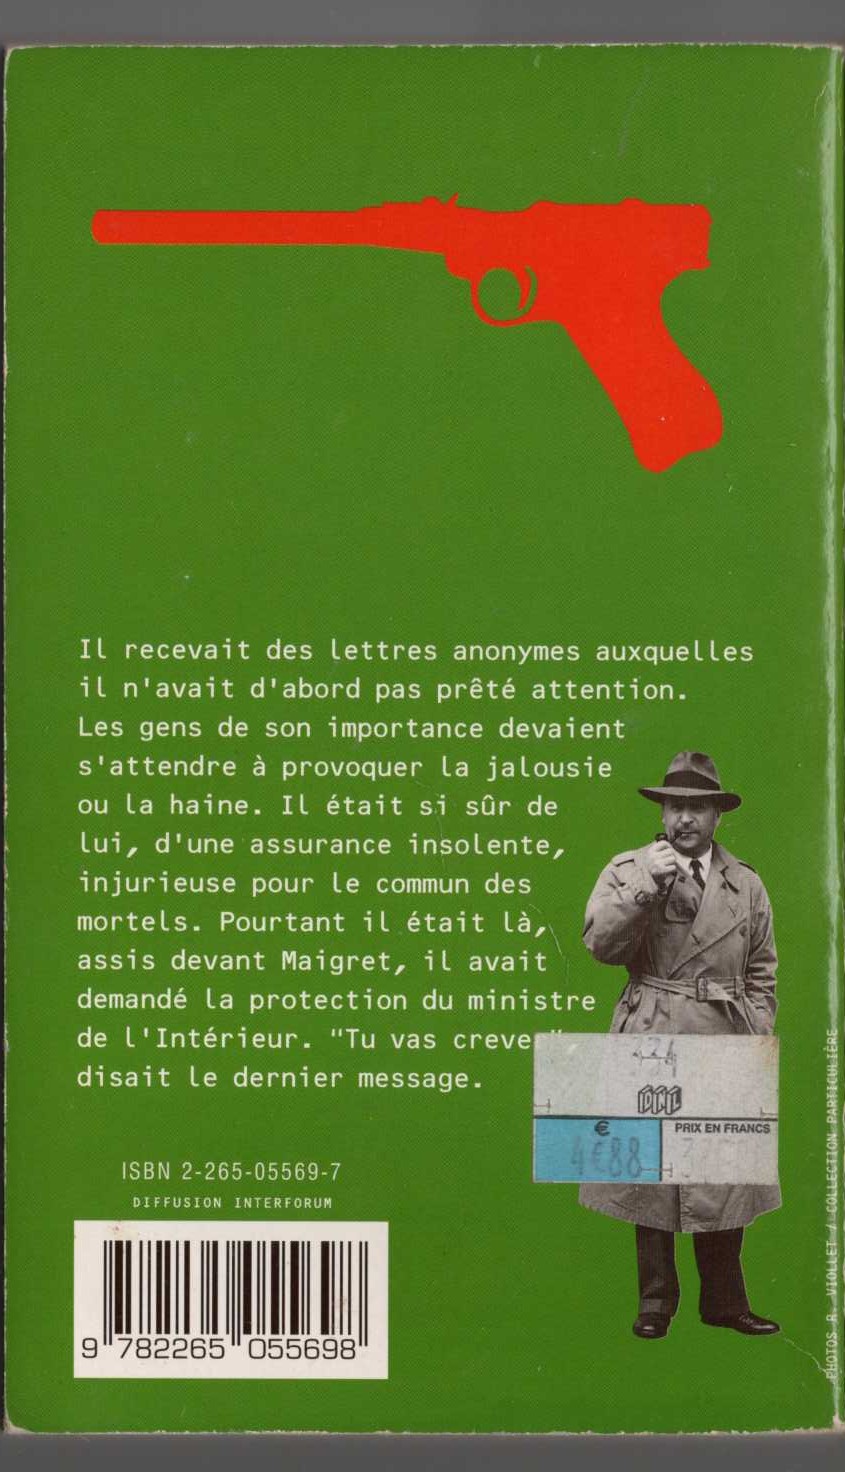 Il recevait des lettres anonymes auxquelles
il n'avait d'abord pas prêté attention.
Les gens de son importance devaient
s'attendre à provoquer la jalousie
ou la haine. Il était si sûr de
lui, d'une assurance insolente,
injurieuse pour le commun des
mortels. Pourtant il était là,
assis devant Maigret, il avait
demandé la protection du ministre
de l'Intérieur. "Tu vas crever"
disait le dernier message.
334
€ PRIX EN FRANCS
4€88
ISBN 2-265-05569-7
DIFFUSION INTERFORUM
9 782265 055698
PHOTOS R. VIOLLET / COLLECTION PARTICULIÈRE